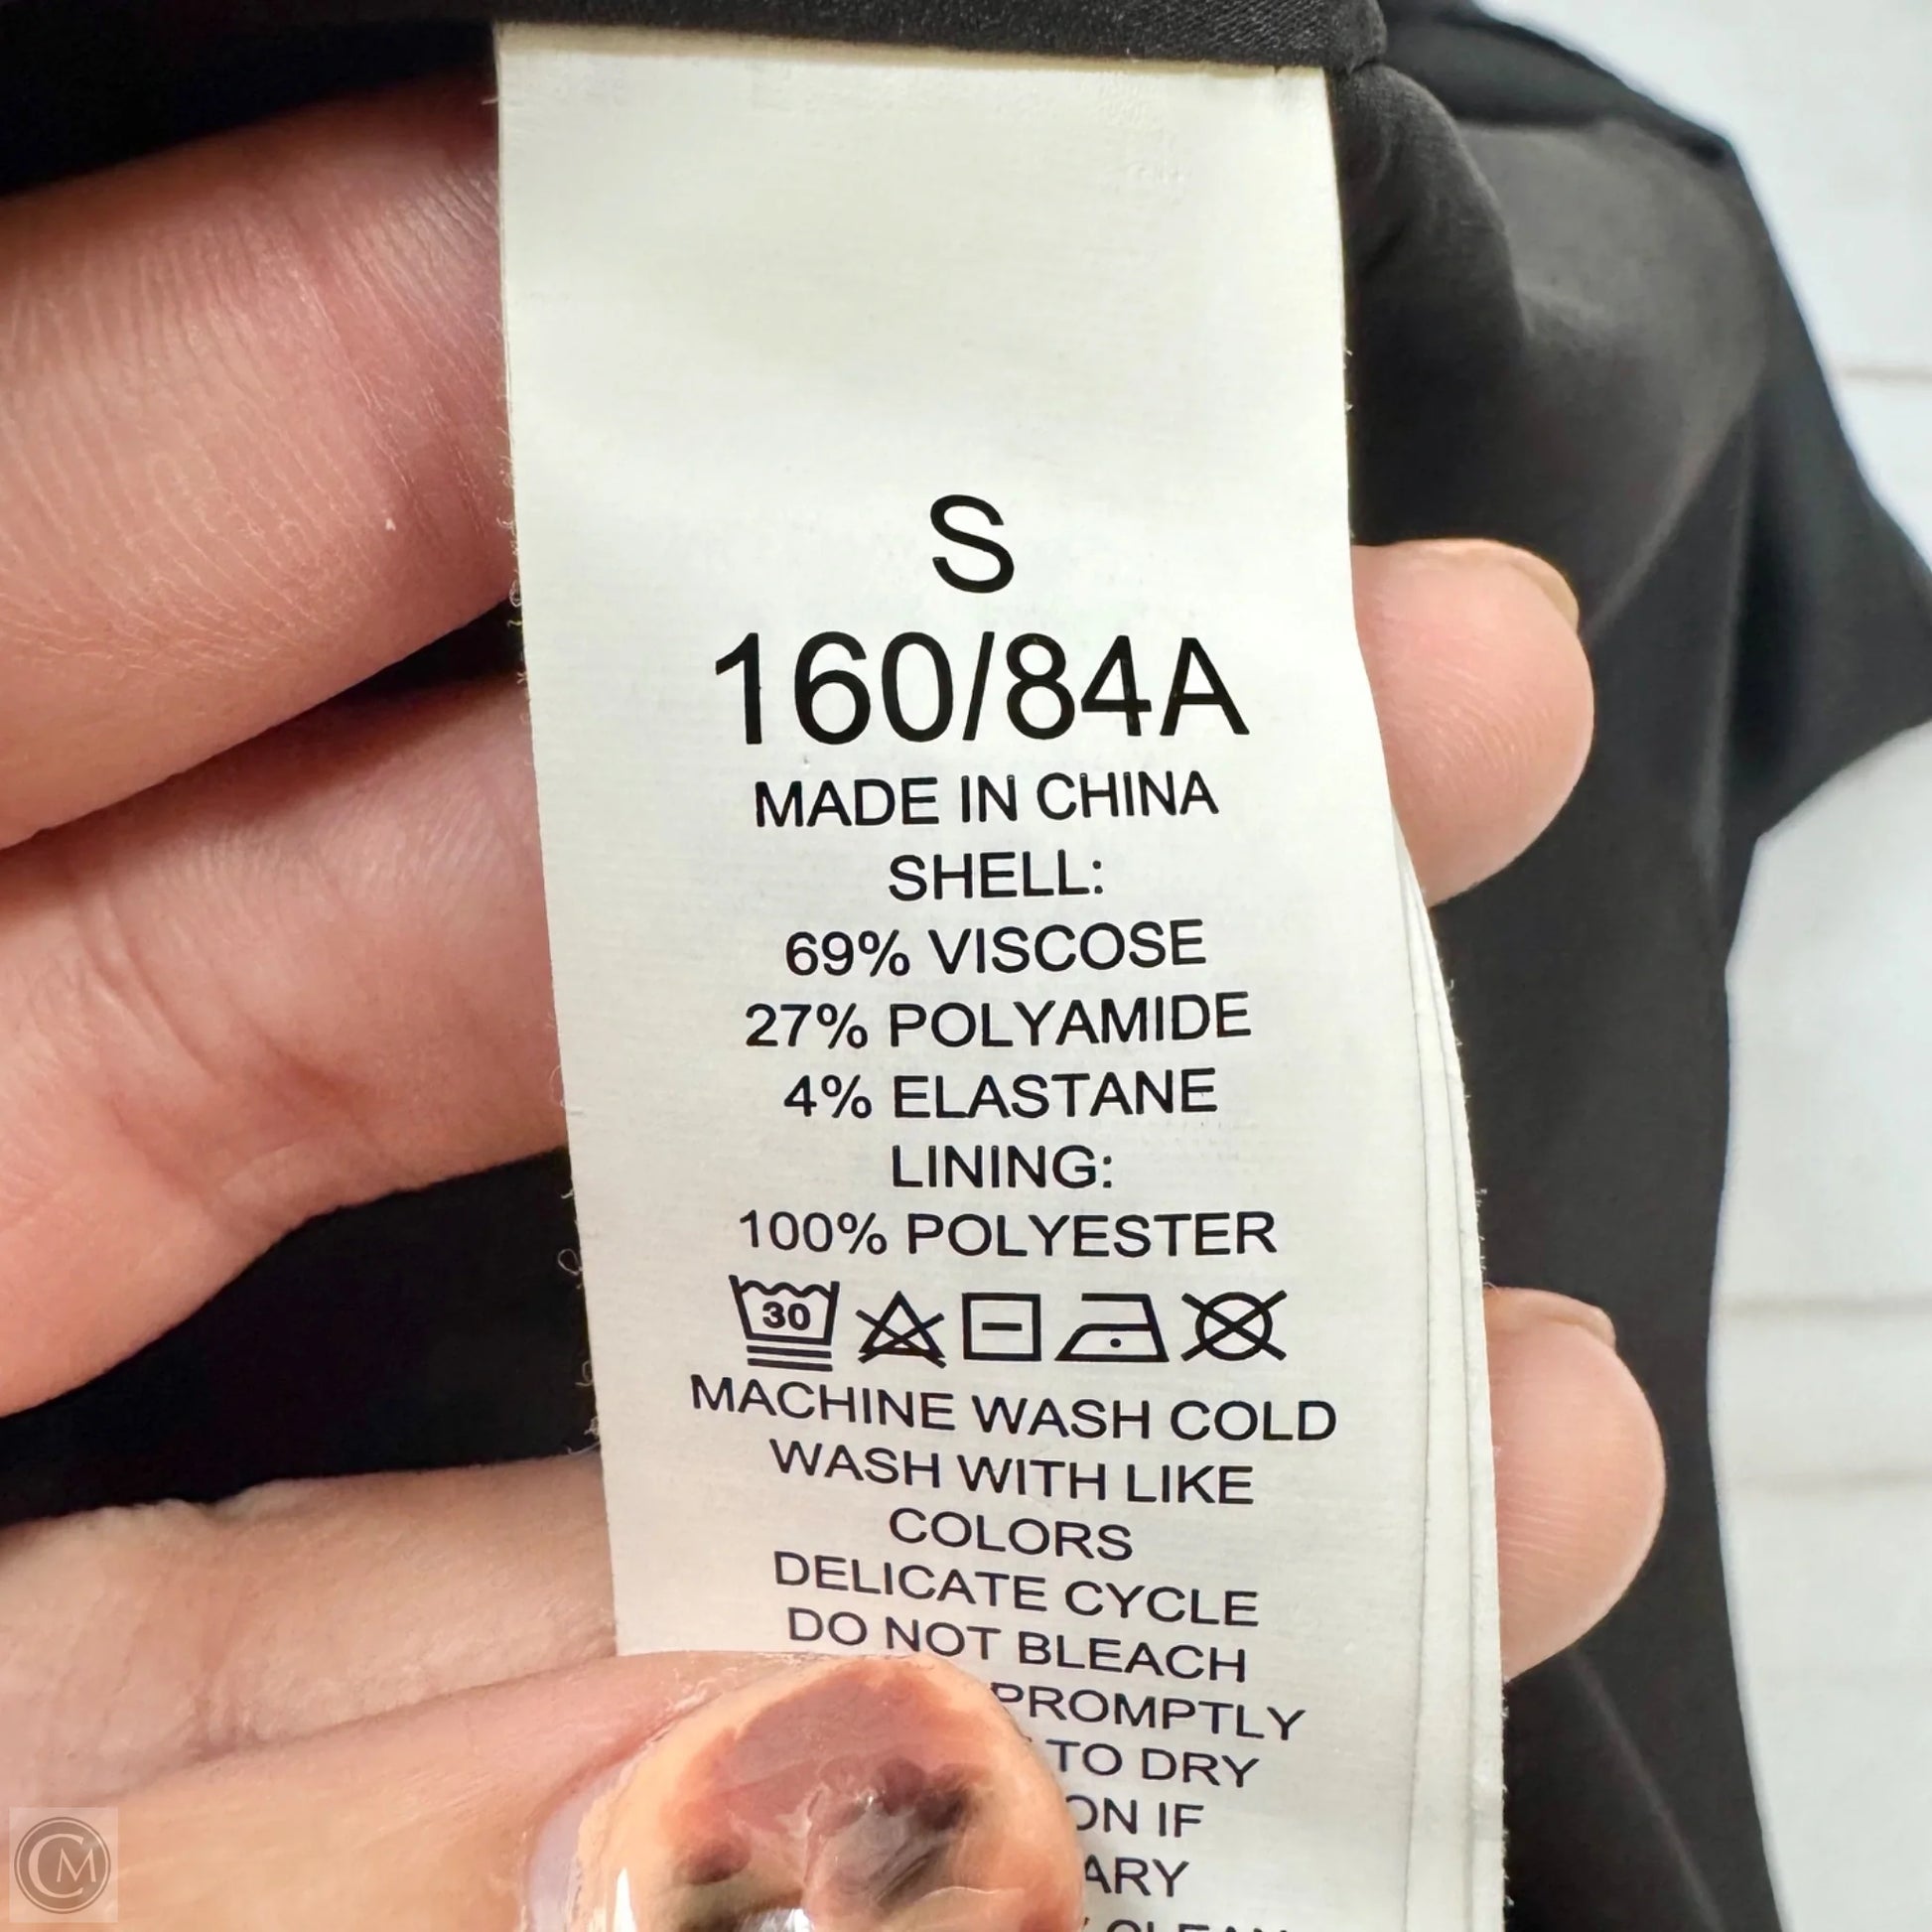 S
160/84A
MADE IN CHINA
SHELL:
69% VISCOSE
27% POLYAMIDE
4% ELASTANE
LINING:
100% POLYESTER
30
MACHINE WASH COLD
WASH WITH LIKE
COLORS
DELICATE CYCLE
DO NOT BLEACH
PROMPTLY
TO DRY
IF
CM